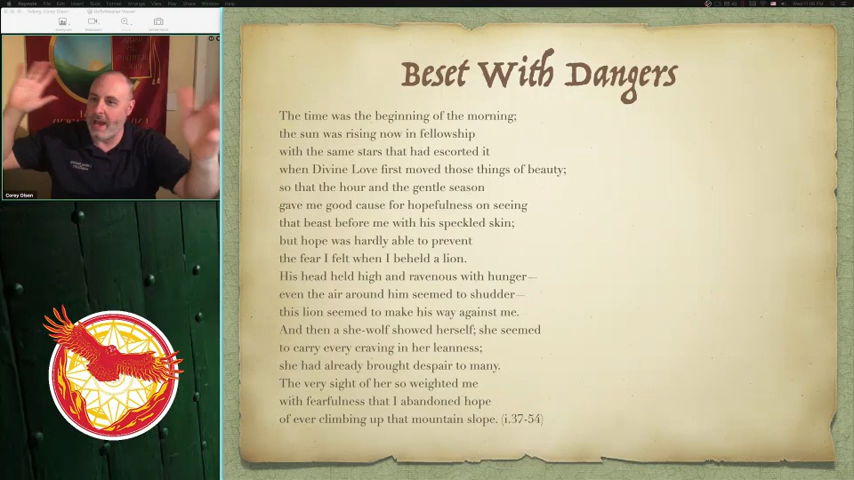 Beset With Dangers
The time was the beginning of the morning;
the sun was rising now in fellowship
with the same stars that had escorted it
when Divine Love first moved those things of beauty;
so that the hour and the gentle season
gave me good cause for hopefulness on seeing
that beast before me with his speckled skin;
but hope was hardly able to prevent
the fear I felt when I beheld a lion.
His head held high and ravenous with hunger—
even the air around him seemed to shudder—
this lion seemed to make his way against me.
And then a she-wolf showed herself; she seemed
to carry every craving in her leanness;
she had already brought despair to many.
The very sight of her so weighted me
with fearfulness that I abandoned hope
of ever climbing up that mountain slope. (i.37-54)
Corey Olsen